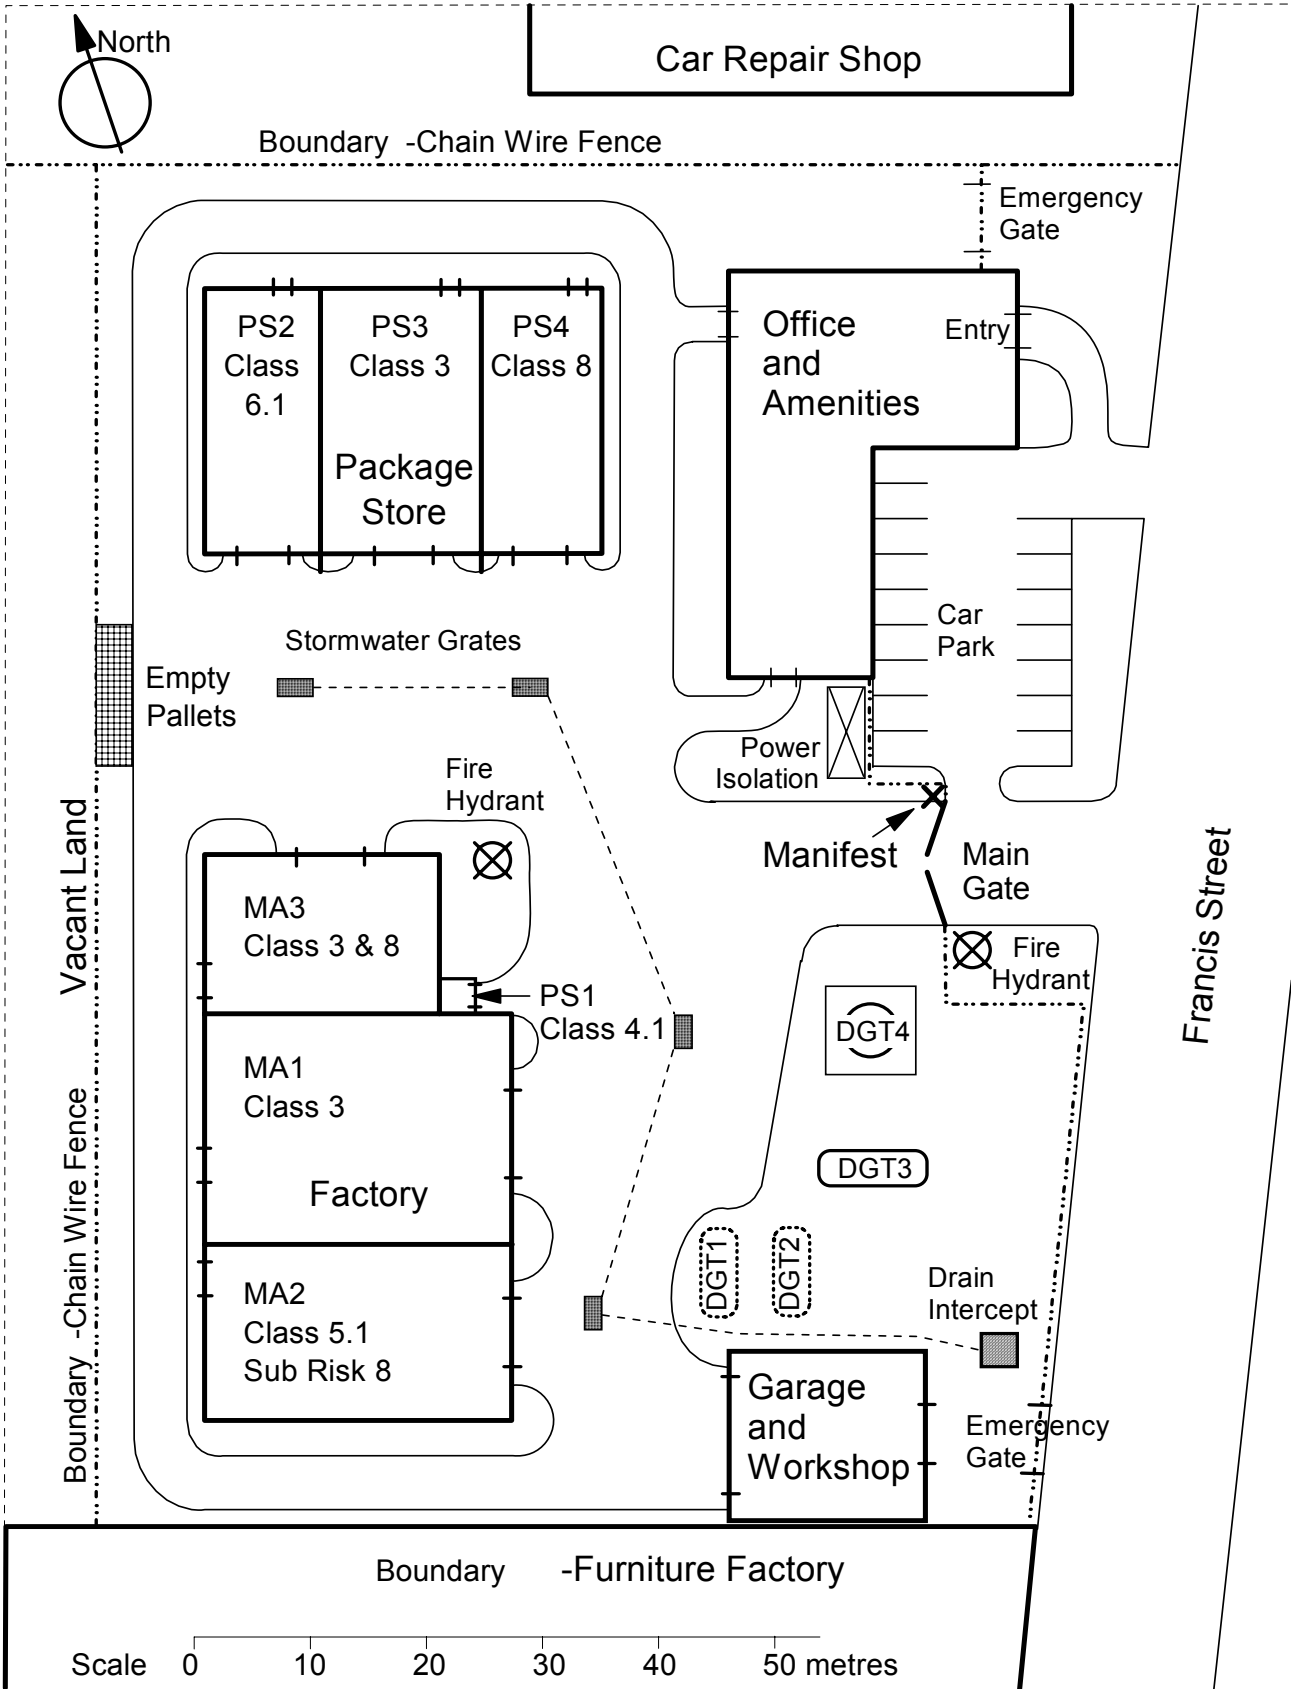 North
Car Repair Shop
Boundary -Chain Wire Fence
Emergency
Gate
PS2
Class
6.1
PS3
Class 3
PS4
Class 8
Package
Store
Office
and
Amenities
Entry
Stormwater Grates
Empty
Pallets
Car
Park
Power
Isolation
Fire
Hydrant
Manifest
Main
Gate
Vacant Land
Francis Street
MA3
Class 3 & 8
Fire
Hydrant
PS1
Class 4.1
DGT4
MA1
Class 3
Factory
DGT3
DGT1
DGT2
Boundary -Chain Wire Fence
MA2
Class 5.1
Sub Risk 8
Drain
Intercept
Garage
and
Workshop
Emergency
Gate
Boundary -Furniture Factory
Scale 0 10 20 30 40 50 metres